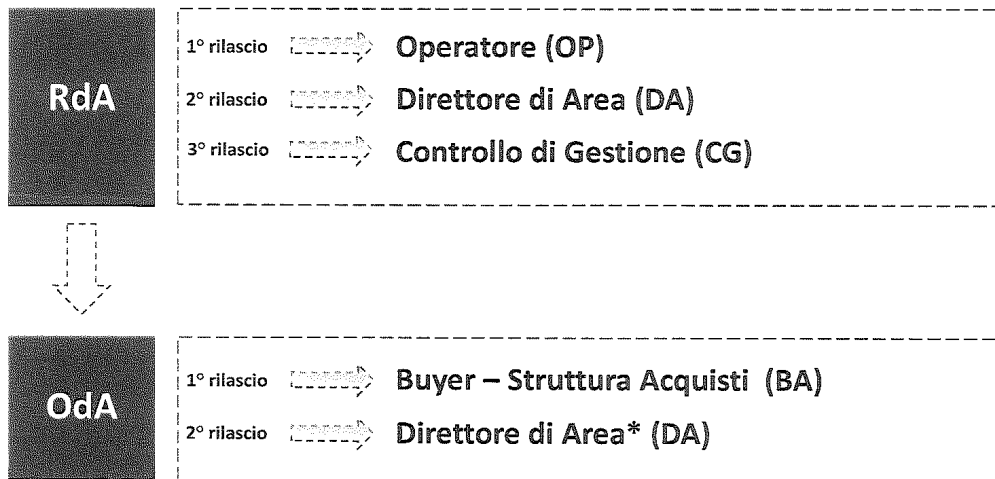 RdA
1° rilascio Operatore (OP)
2° rilascio Direttore di Area (DA)
3° rilascio Controllo di Gestione (CG)
OdA
1° rilascio Buyer – Struttura Acquisti (BA)
2° rilascio Direttore di Area* (DA)